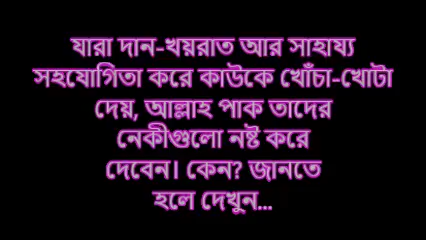 যারা দান-খয়রাত আর সাহায্য
সহযোগিতা করে কাউকে খোঁচা-খোটা
দেয়, আল্লাহ পাক তাদের
নেকীগুলো নষ্ট করে
দেবেন। কেন? জানতে
হলে দেখুন...